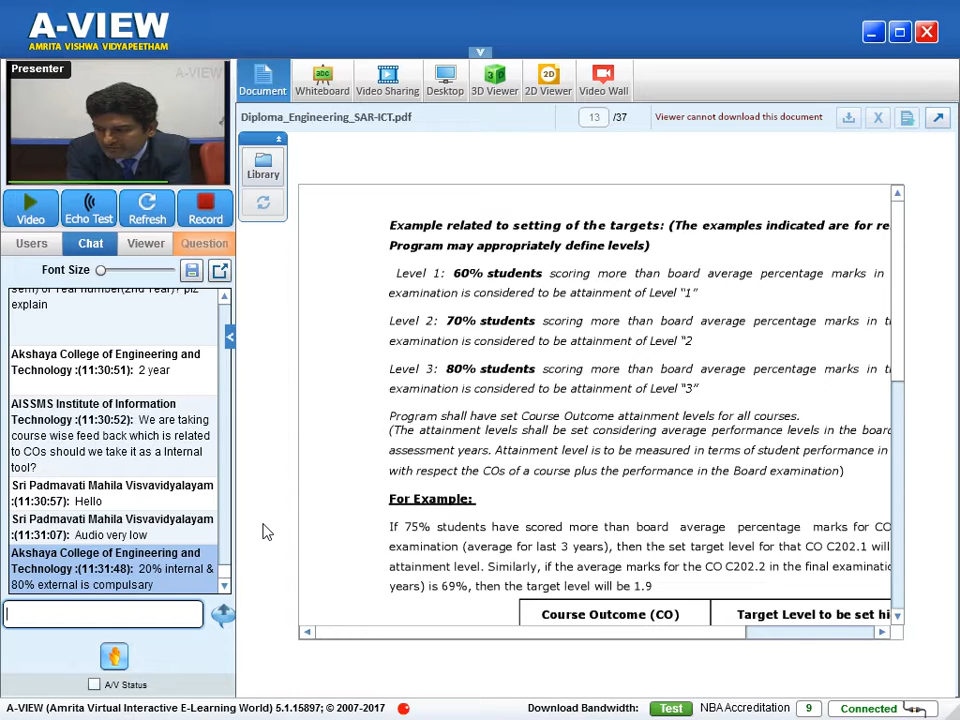 A-VIEW
AMRITA VISHWA VIDYAPEETHAM
Presenter
A-VIEW
Document
Whiteboard
Video Sharing
Desktop
3D Viewer
2D Viewer
Video Wall
Diploma_Engineering_SAR-ICT.pdf
13 /37
Viewer cannot download this document
Library
Video
Echo Test
Refresh
Record
Users
Chat
Viewer
Question
Font Size
sem) or Year number(2nd Year)? plz
explain
Akshaya College of Engineering and
Technology :(11:30:51): 2 year
AISSMS Institute of Information
Technology :(11:30:52): We are taking
course wise feed back which is related
to COs should we take it as a Internal
tool?
Sri Padmavati Mahila Visvavidyalayam
:(11:30:57): Hello
Sri Padmavati Mahila Visvavidyalayam
:(11:31:07): Audio very low
Akshaya College of Engineering and
Technology :(11:31:48): 20% internal &
80% external is compulsary
A/V Status
Example related to setting of the targets: (The examples indicated are for re
Program may appropriately define levels)
Level 1: 60% students scoring more than board average percentage marks in
examination is considered to be attainment of Level "1"
Level 2: 70% students scoring more than board average percentage marks in t
examination is considered to be attainment of Level "2
Level 3: 80% students scoring more than board average percentage marks in t
examination is considered to be attainment of Level "3"
Program shall have set Course Outcome attainment levels for all courses.
(The attainment levels shall be set considering average performance levels in the board
assessment years. Attainment level is to be measured in terms of student performance in
with respect the COs of a course plus the performance in the Board examination)
For Example:
If 75% students have scored more than board average percentage marks for CO
examination (average for last 3 years), then the set target level for that CO C202.1 will
attainment level. Similarly, if the average marks for the CO C202.2 in the final examinatio
years) is 69%, then the target level will be 1.9
Course Outcome (CO)
Target Level to be set hi
A-VIEW (Amrita Virtual Interactive E-Learning World) 5.1.15897; © 2007-2017
Download Bandwidth:
Test
NBA Accreditation
9
Connected